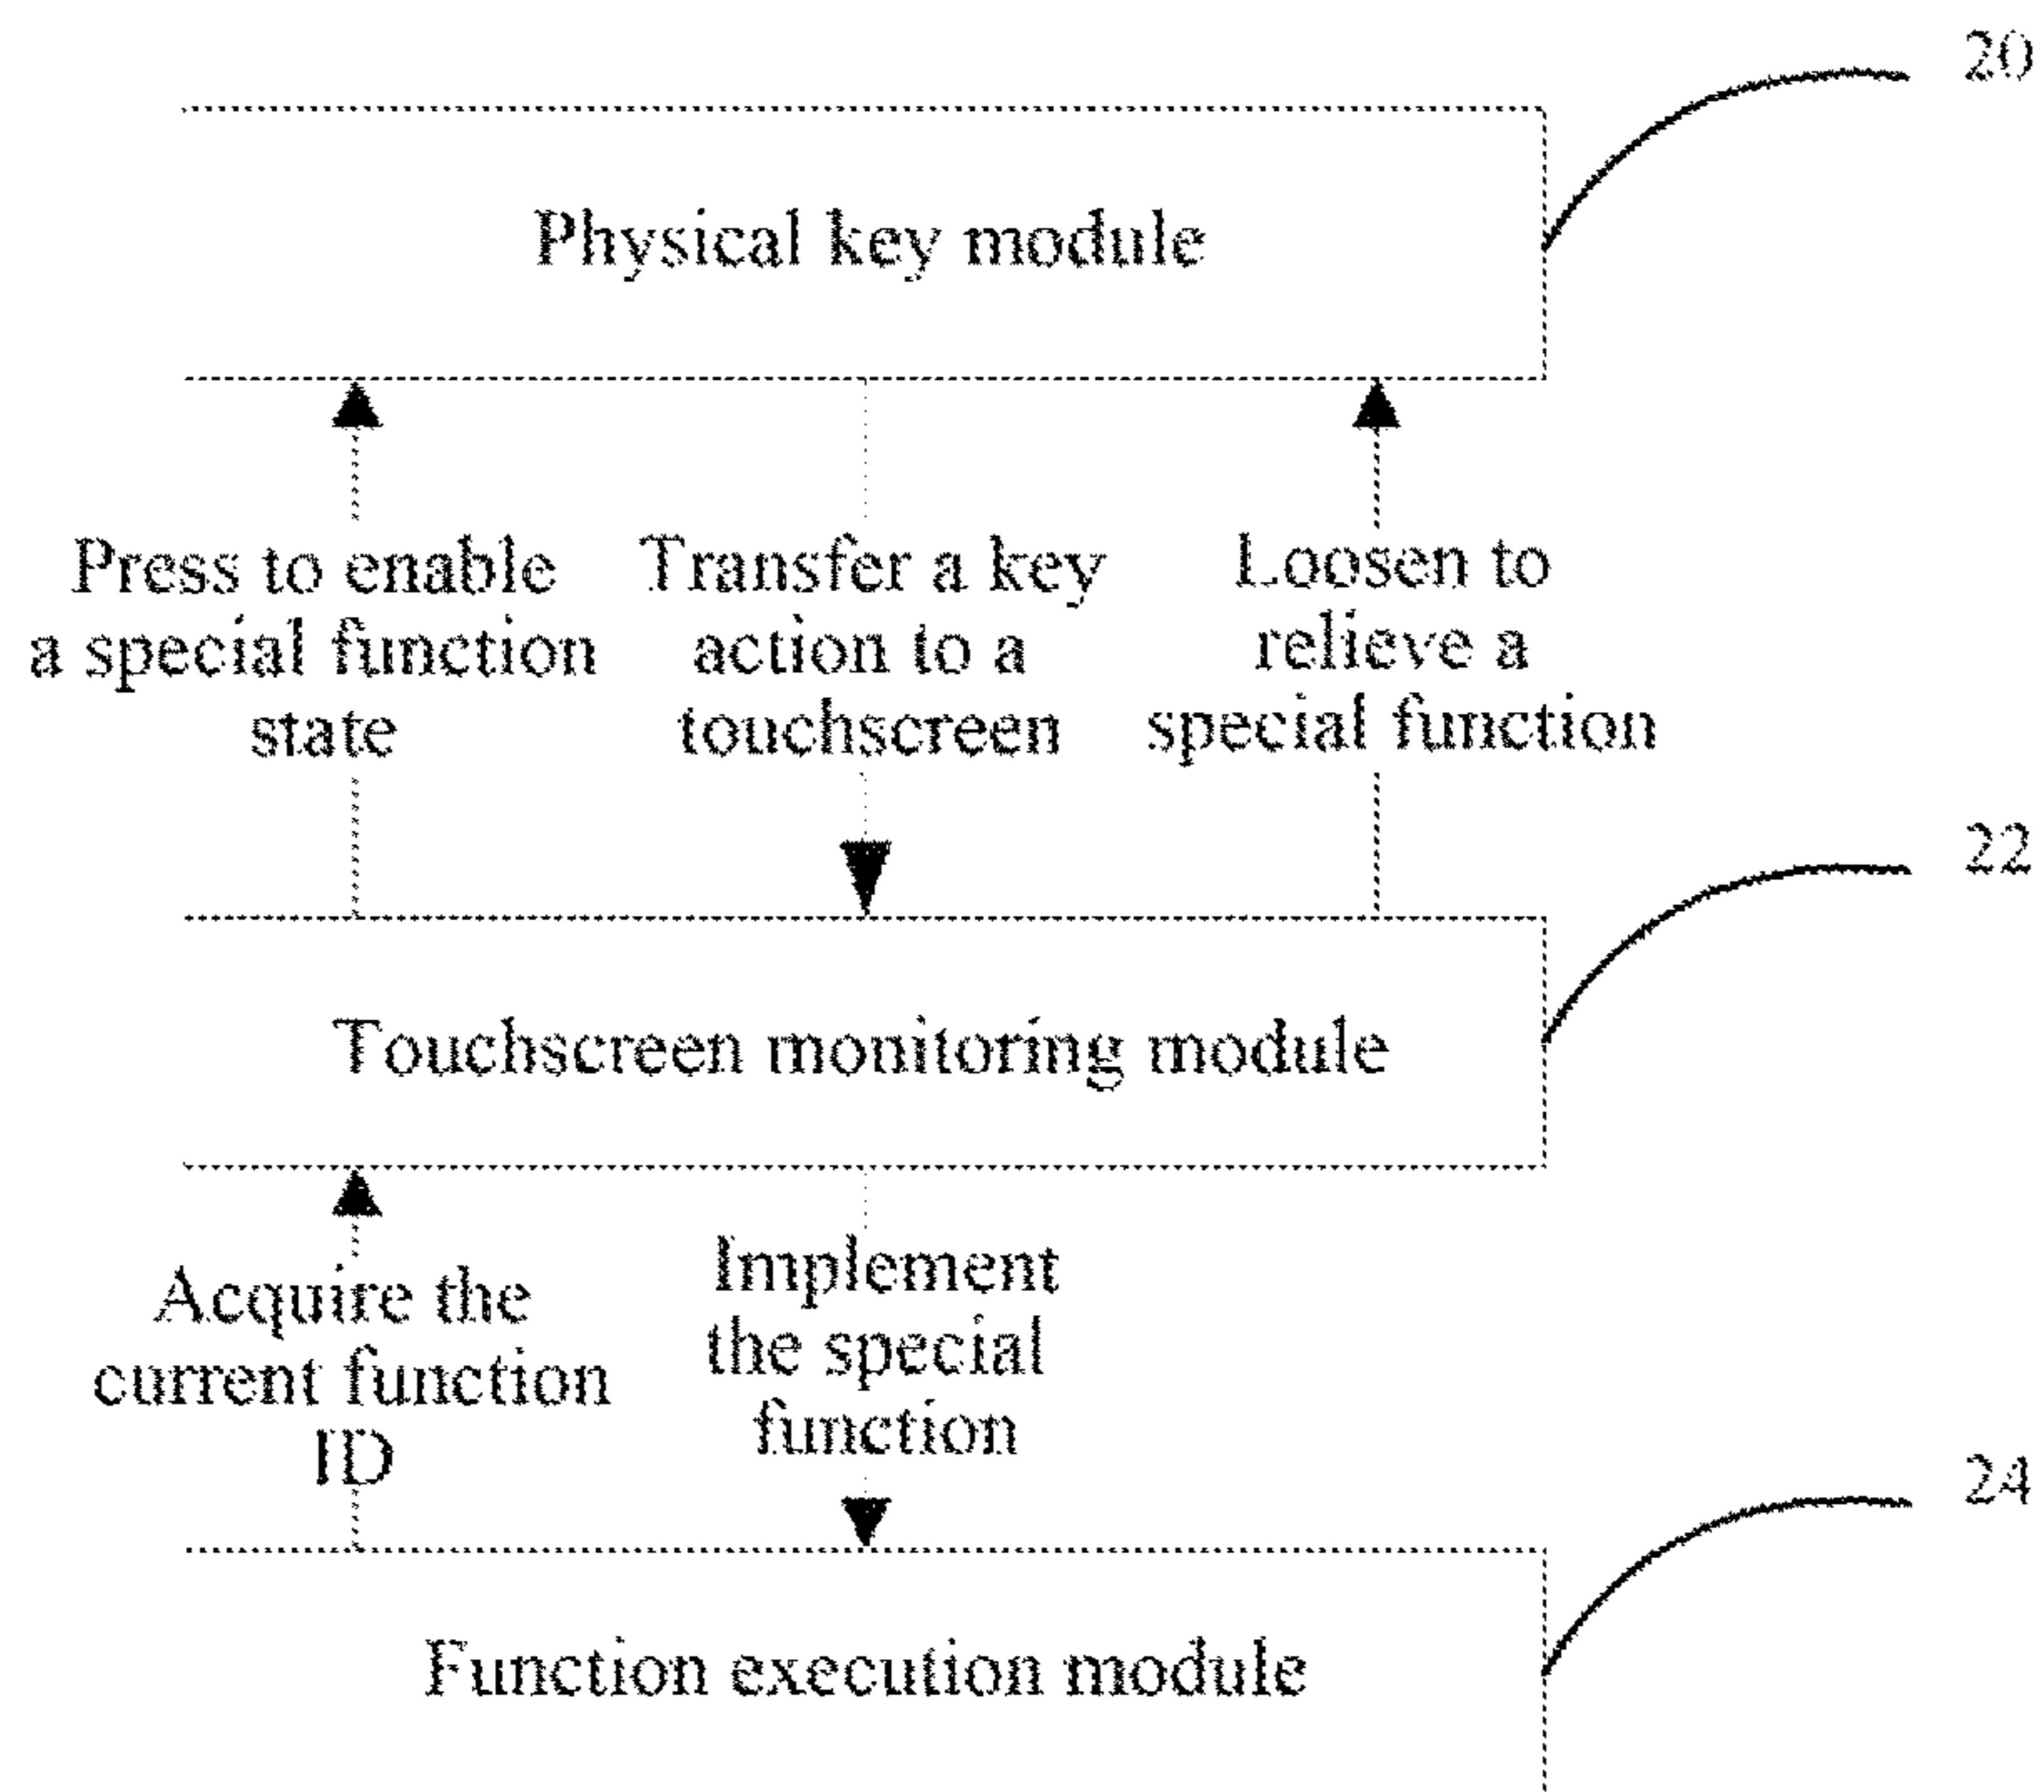 20
Physical key module
Press to enable
a special function
state
Transfer a key
action to a
touchscreen
Loosen to
relieve a
special function
22
Touchscreen monitoring module
Acquire the
current function
ID
Implement
the special
function
24
Function execution module